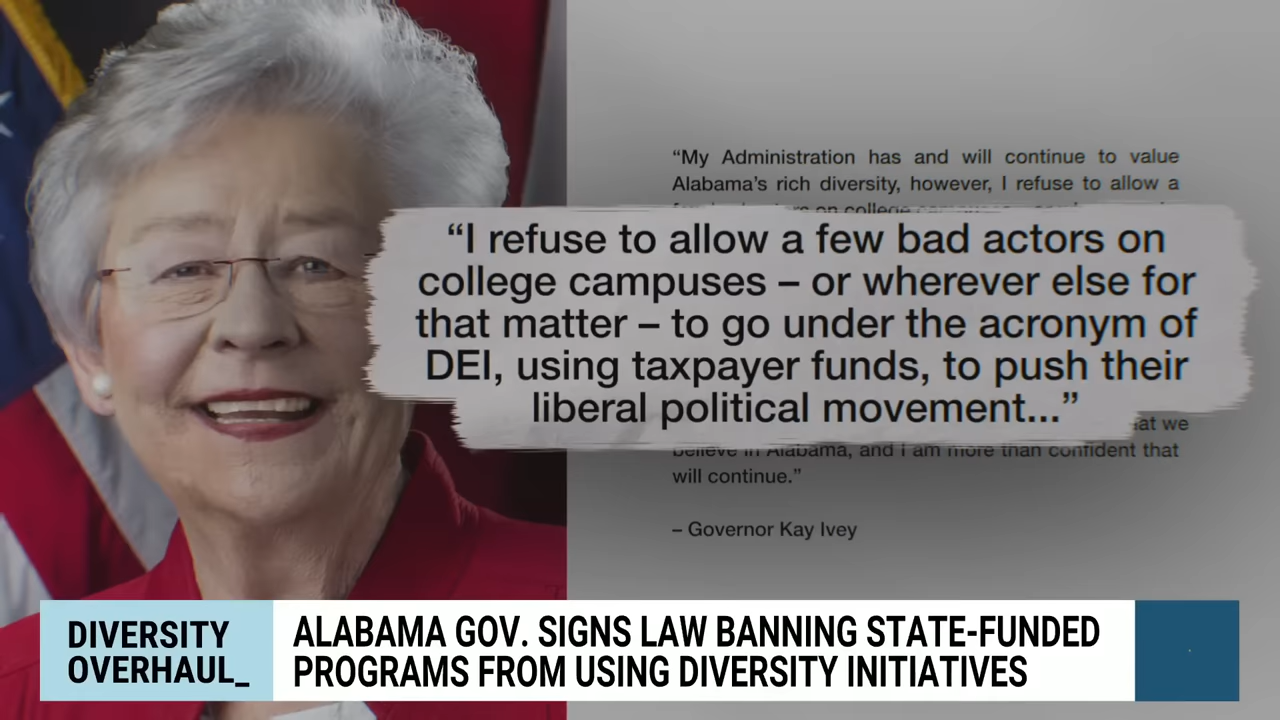 “My Administration has and will continue to value
Alabama’s rich diversity, however, I refuse to allow a
on college
“I refuse to allow a few bad actors on
college campuses – or wherever else for
that matter – to go under the acronym of
DEI, using taxpayer funds, to push their
liberal political movement...”
we
believe in Alabama, and I am more than confident that
will continue.”
– Governor Kay Ivey
DIVERSITY
OVERHAUL_
ALABAMA GOV. SIGNS LAW BANNING STATE-FUNDED
PROGRAMS FROM USING DIVERSITY INITIATIVES